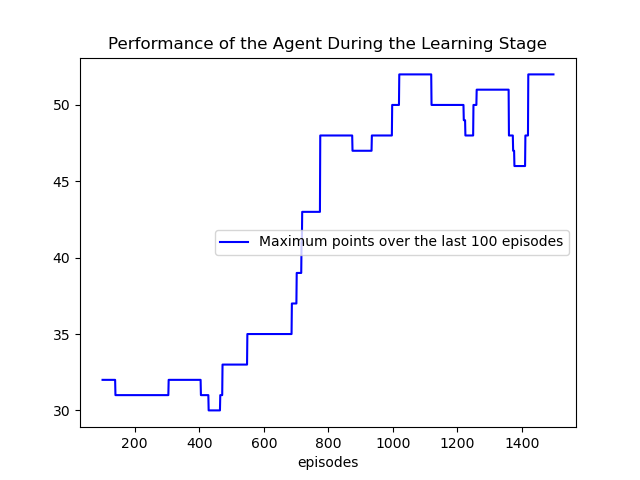 Performance of the Agent During the Learning Stage
50
45
40
35
30
Maximum points over the last 100 episodes
200 400 600 800 1000 1200 1400
episodes